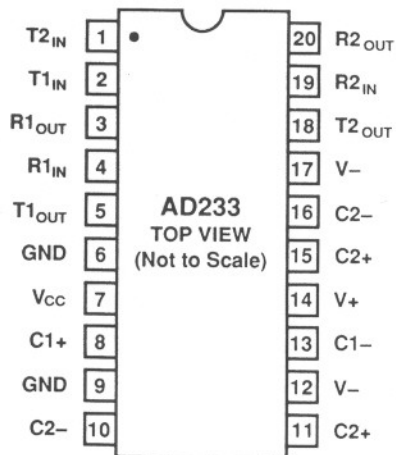 T2IN 1 20 R2OUT
T1IN 2 19 R2IN
R1OUT 3 18 T2OUT
R1IN 4 17 V–
T1OUT 5 AD233 16 C2–
TOP VIEW
GND 6 (Not to Scale) 15 C2+
VCC 7 14 V+
C1+ 8 13 C1–
GND 9 12 V–
C2– 10 11 C2+